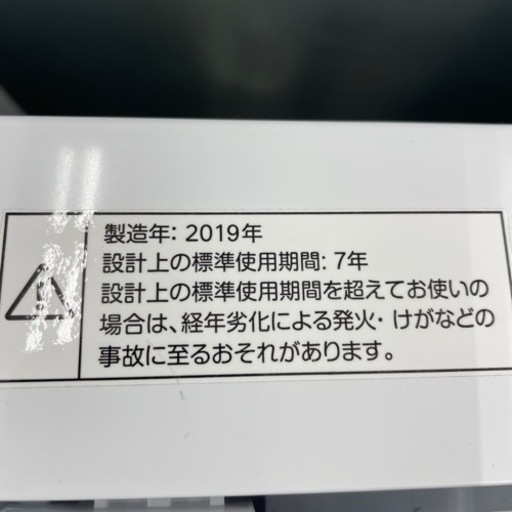 製造年: 2019年
設計上の標準使用期間: 7年
設計上の標準使用期間を超えてお使いの
場合は、経年劣化による発火・けがなどの
事故に至るおそれがあります。